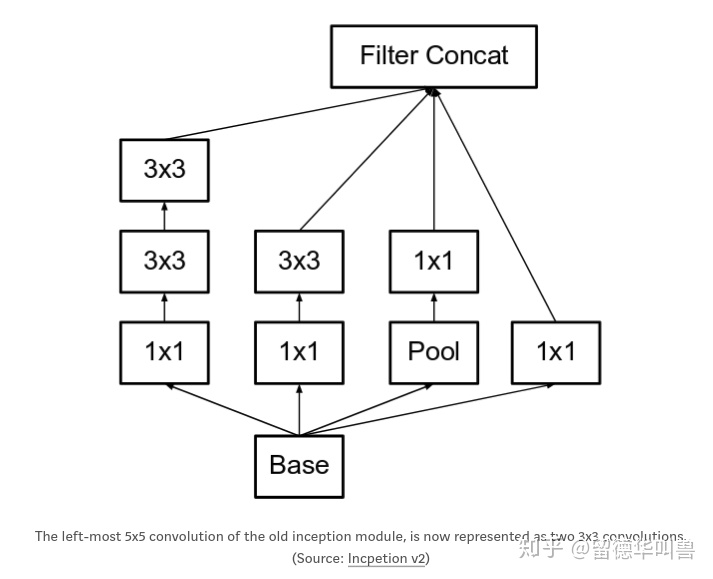 Filter Concat
3x3
3x3
3x3
1x1
1x1
1x1
Pool
1x1
Base
The left-most 5x5 convolution of the old inception module, is now represented as two 3x3 convolutions.
(Source: Incpetion v2)
知乎 @留德华叫兽